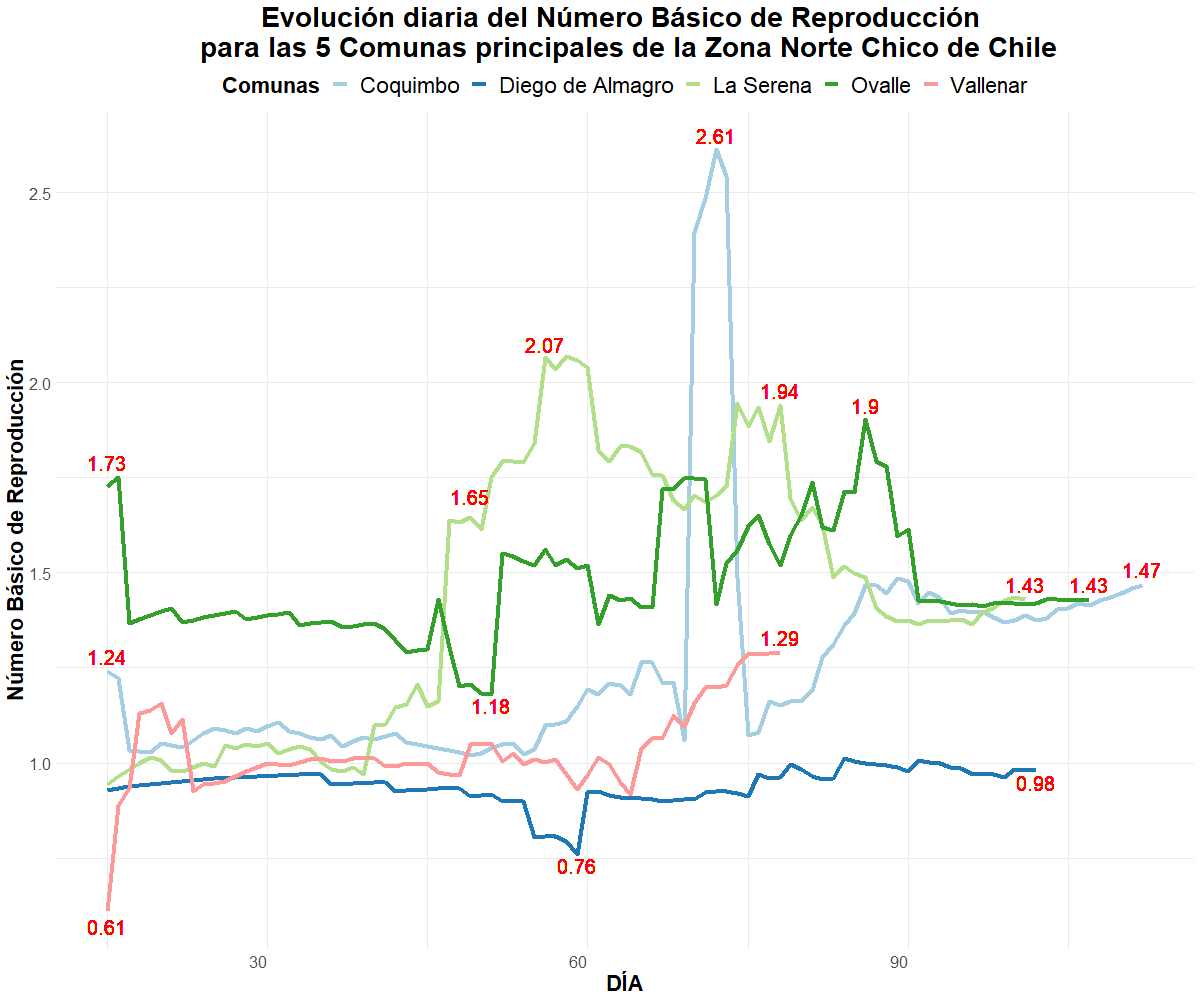 Evolución diaria del Número Básico de Reproducción
para las 5 Comunas principales de la Zona Norte Chico de Chile
Comunas Coquimbo Diego de Almagro La Serena Ovalle Vallenar
2.61
2.5
2.07
2.0
1.94
1.9
1.73
1.65
1.5
1.43 1.43 1.47
1.29
1.24
1.18
1.0
0.98
0.76
0.61
Número Básico de Reproducción
30 60 90
DÍA